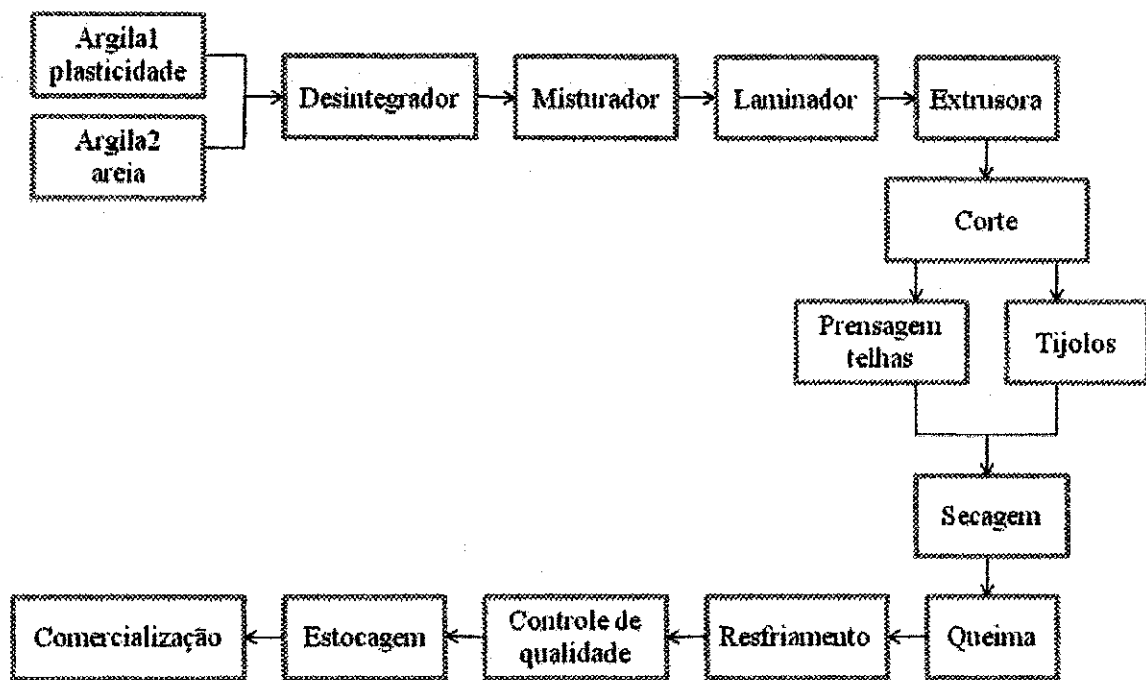 Argila1
plasticidade
Argila2
areia
Desintegrador
Misturador
Laminador
Extrusora
Corte
Prensagem
telhas
Tijolos
Secagem
Queima
Resfriamento
Controle de
qualidade
Estocagem
Comercialização